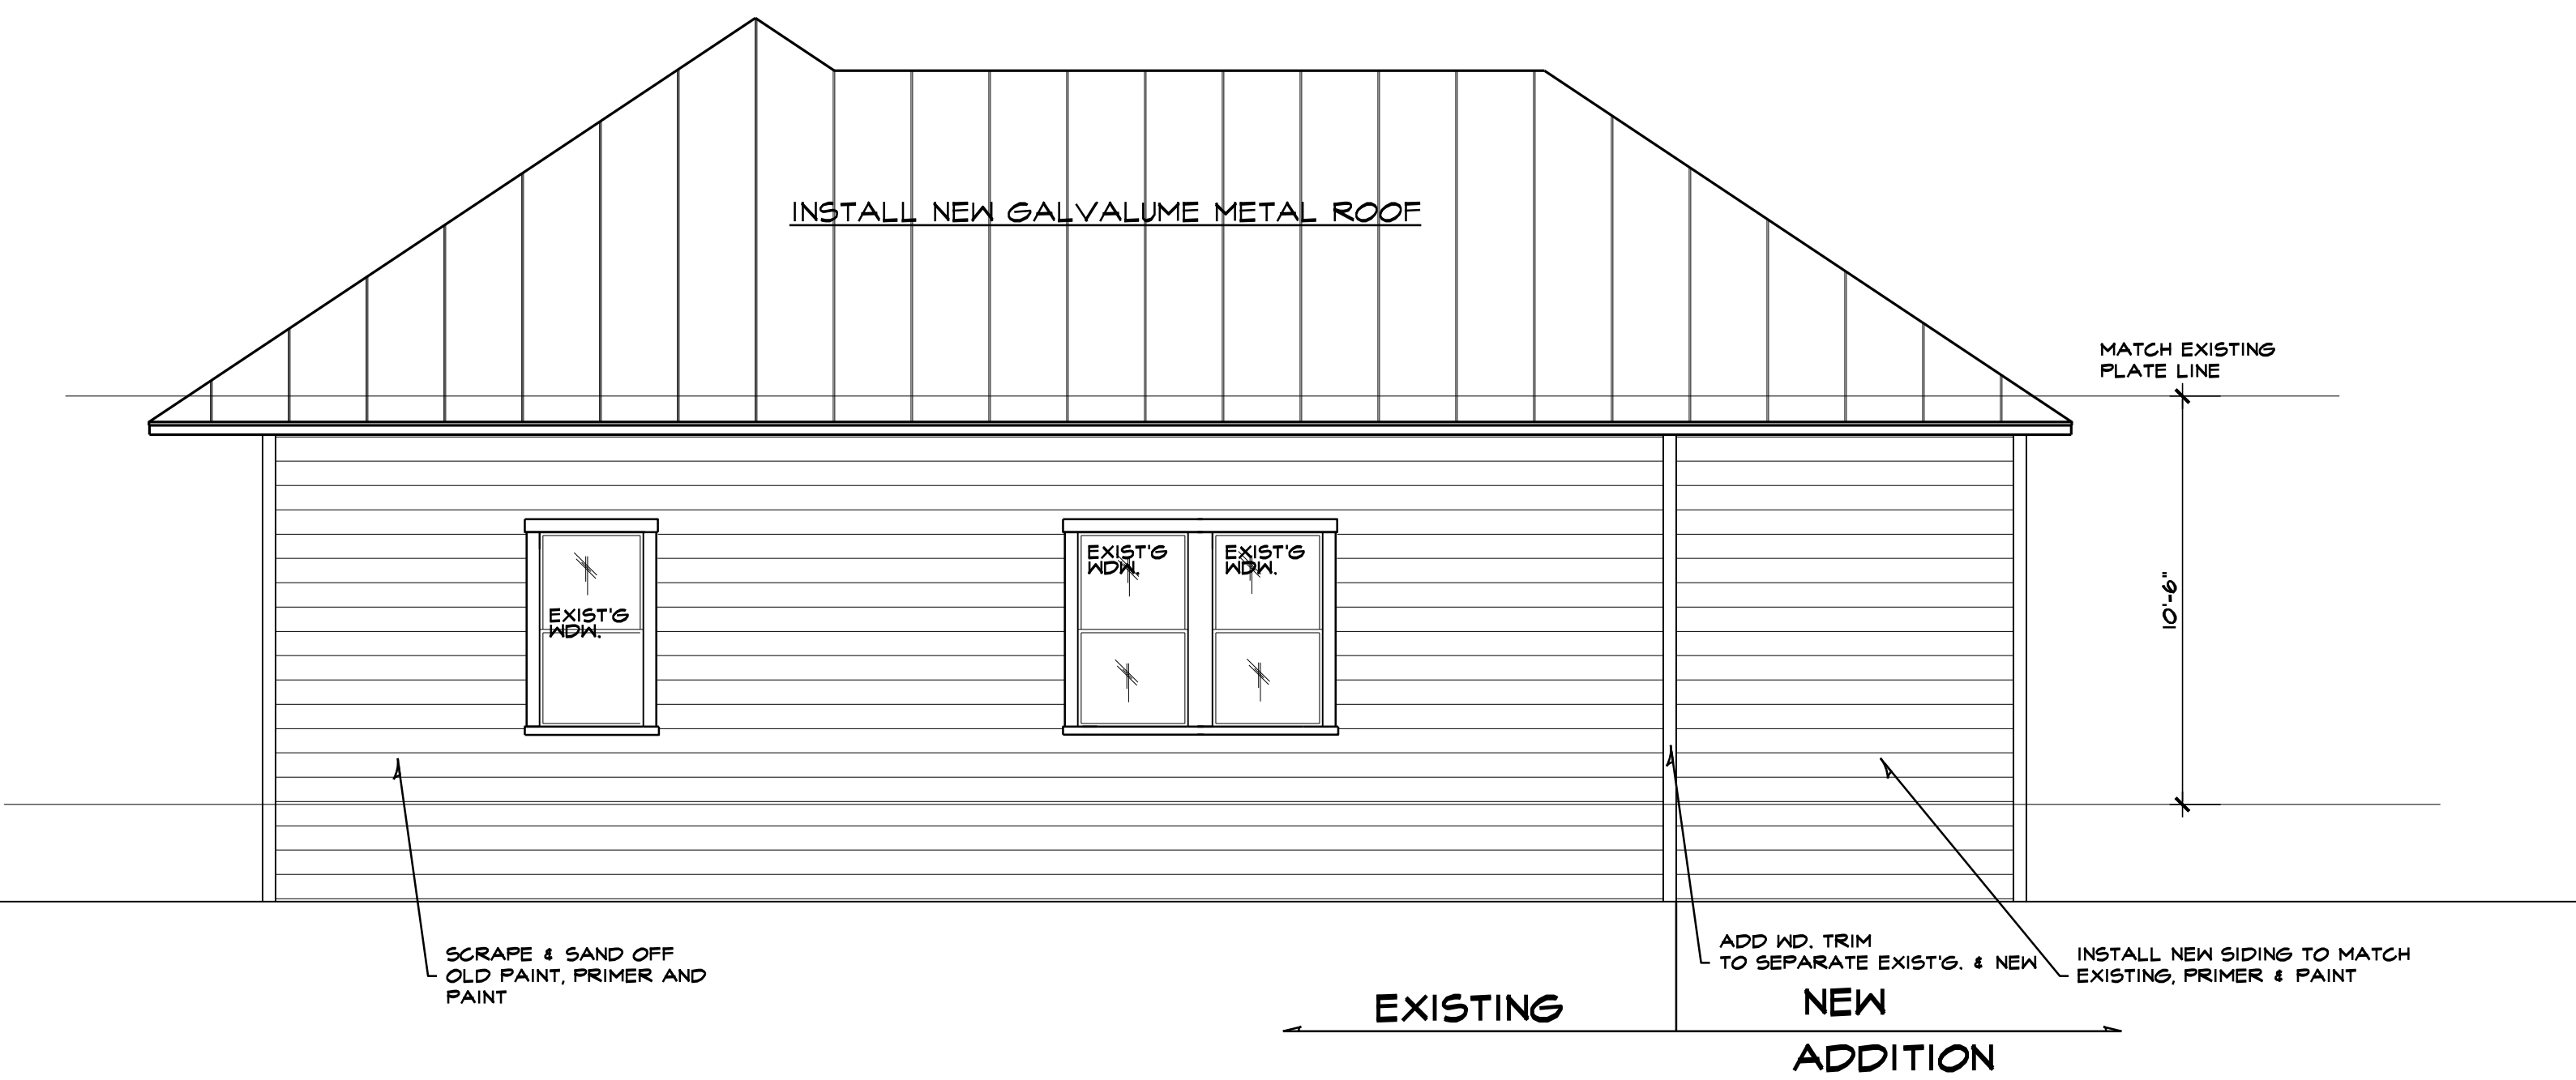 INSTALL NEW GALVALUME METAL ROOF
MATCH EXISTING
PLATE LINE
EXIST'G
WDW.
EXIST'G
WDW.
EXIST'G
WDW.
10'-6"
SCRAPE & SAND OFF
OLD PAINT, PRIMER AND
PAINT
ADD WD. TRIM
TO SEPARATE EXIST'G. & NEW
INSTALL NEW SIDING TO MATCH
EXISTING, PRIMER & PAINT
EXISTING
NEW
ADDITION